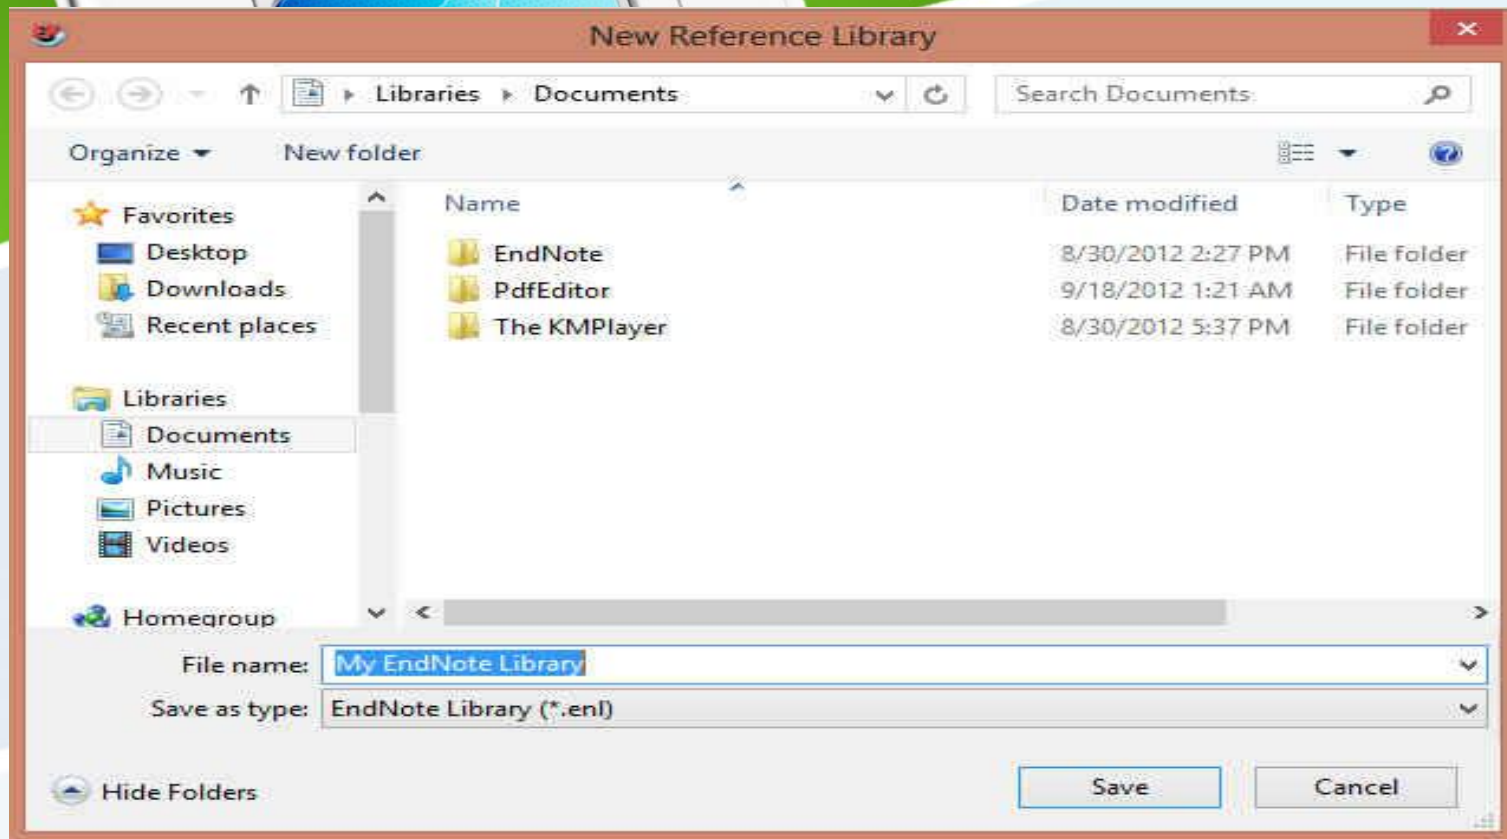 New Reference Library
Libraries Documents Search Documents
Organize New folder
Name Date modified Type
Favorites
Desktop
Downloads
Recent places
Libraries
Documents
Music
Pictures
Videos
Homegroup
EndNote 8/30/2012 2:27 PM File folder
PdfEditor 9/18/2012 1:21 AM File folder
The KMPlayer 8/30/2012 5:37 PM File folder
File name: My EndNote Library
Save as type: EndNote Library (*.enl)
Hide Folders Save Cancel